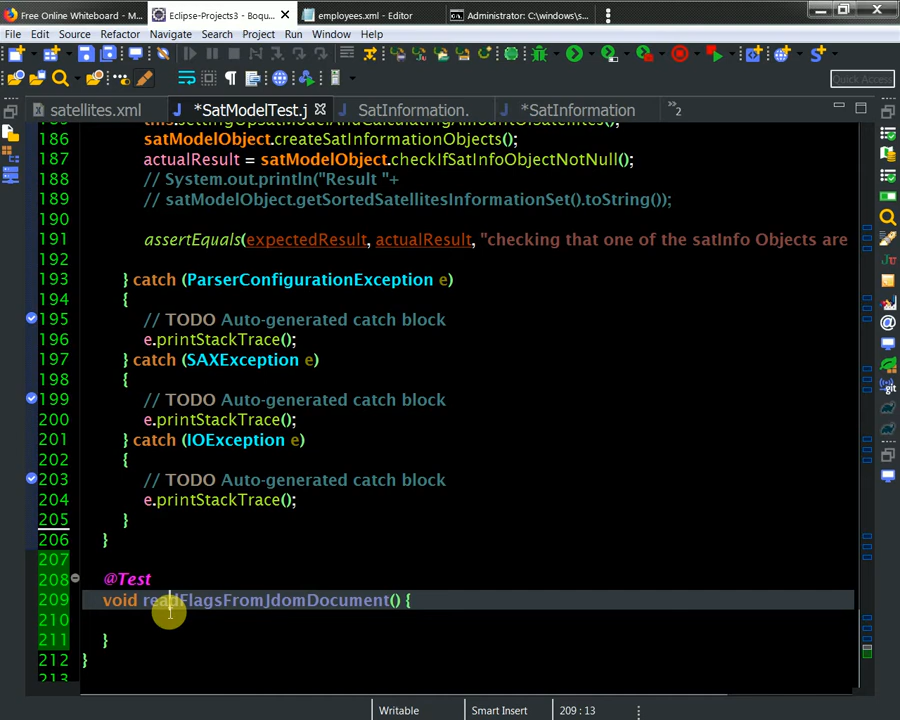 Free Online Whiteboard - M...
Eclipse-Projects3 - Boqu...
employees.xml - Editor
Administrator: C:\windows\s...
File Edit Source Refactor Navigate Search Project Run Window Help
Quick Access
satellites.xml
*SatModelTest.j
SatInformation.
*SatInformation
»2
186 satModelObject.createSatInformationObjects();
187 actualResult = satModelObject.checkIfSatInfoObjectNotNull();
188 // System.out.println("Result "+
189 // satModelObject.getSortedSatellitesInformationSet().toString());
190
191 assertEquals(expectedResult, actualResult, "checking that one of the satInfo Objects are
192
193 } catch (ParserConfigurationException e)
194 {
195 // TODO Auto-generated catch block
196 e.printStackTrace();
197 } catch (SAXException e)
198 {
199 // TODO Auto-generated catch block
200 e.printStackTrace();
201 } catch (IOException e)
202 {
203 // TODO Auto-generated catch block
204 e.printStackTrace();
205 }
206 }
207
208 @Test
209 void readFlagsFromJdomDocument() {
210
211 }
212 }
213
Writable
Smart Insert
209 : 13